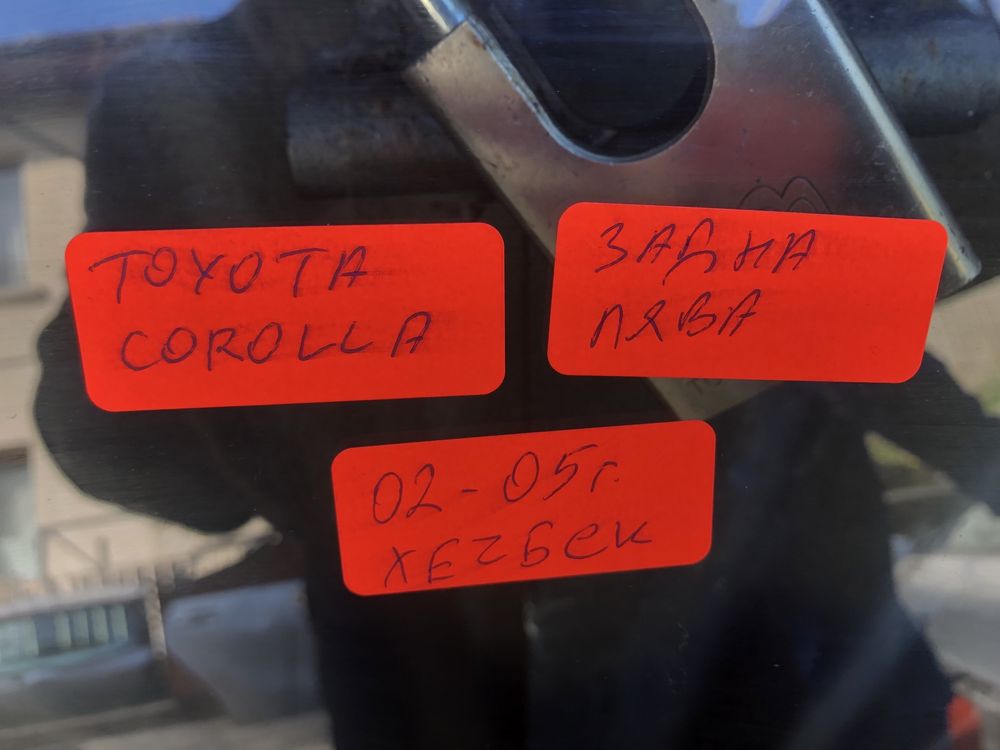 TOYOTA
COROLLA
ЗАДНА
ЛЯВА
02-05г.
ХЕЧБЕК